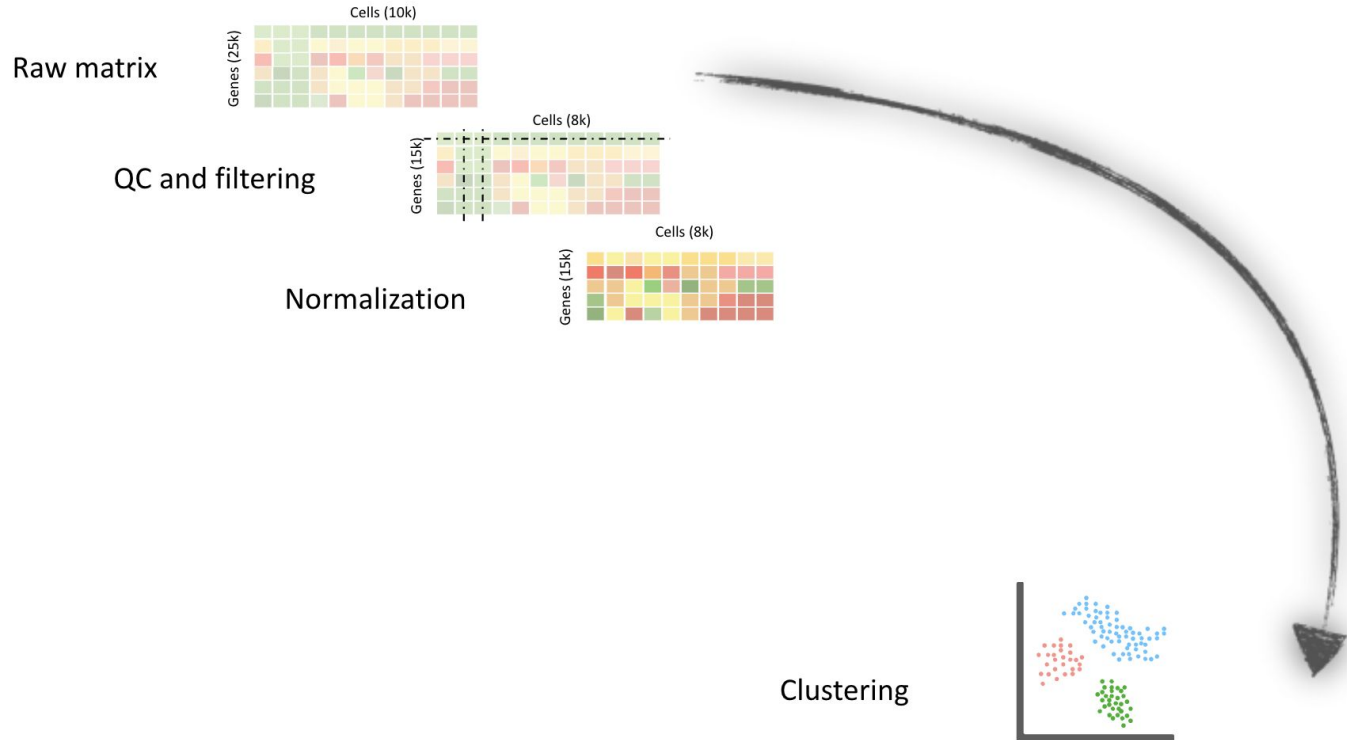 Cells (10k)
Genes (25k)
Raw matrix
Cells (8k)
Genes (15k)
QC and filtering
Cells (8k)
Genes (15k)
Normalization
Clustering